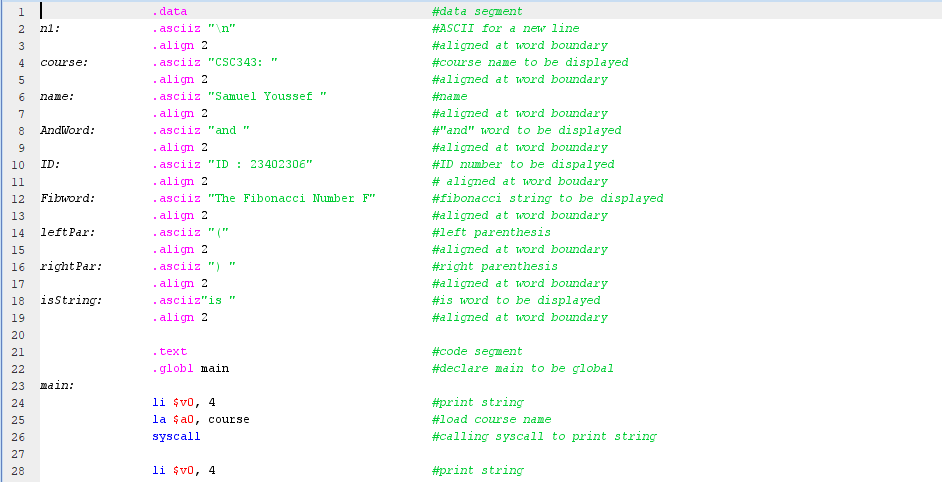 1 .data #data segment
2 n1: .asciiz "\n" #ASCII for a new line
3 .align 2 #aligned at word boundary
4 course: .asciiz "CSC343: " #course name to be displayed
5 .align 2 #aligned at word boundary
6 name: .asciiz "Samuel Youssef " #name
7 .align 2 #aligned at word boundary
8 AndWord: .asciiz "and " #"and" word to be displayed
9 .align 2 #aligned at word boundary
10 ID: .asciiz "ID : 23402306" #ID number to be dispalyed
11 .align 2 # aligned at word boudary
12 Fibword: .asciiz "The Fibonacci Number F" #fibonacci string to be displayed
13 .align 2 #aligned at word boundary
14 leftPar: .asciiz "(" #left parenthesis
15 .align 2 #aligned at word boundary
16 rightPar: .asciiz ") " #right parenthesis
17 .align 2 #aligned at word boundary
18 isString: .asciiz"is " #is word to be displayed
19 .align 2 #aligned at word boundary
20
21 .text #code segment
22 .globl main #declare main to be global
23 main:
24 li $v0, 4 #print string
25 la $a0, course #load course name
26 syscall #calling syscall to print string
27
28 li $v0, 4 #print string